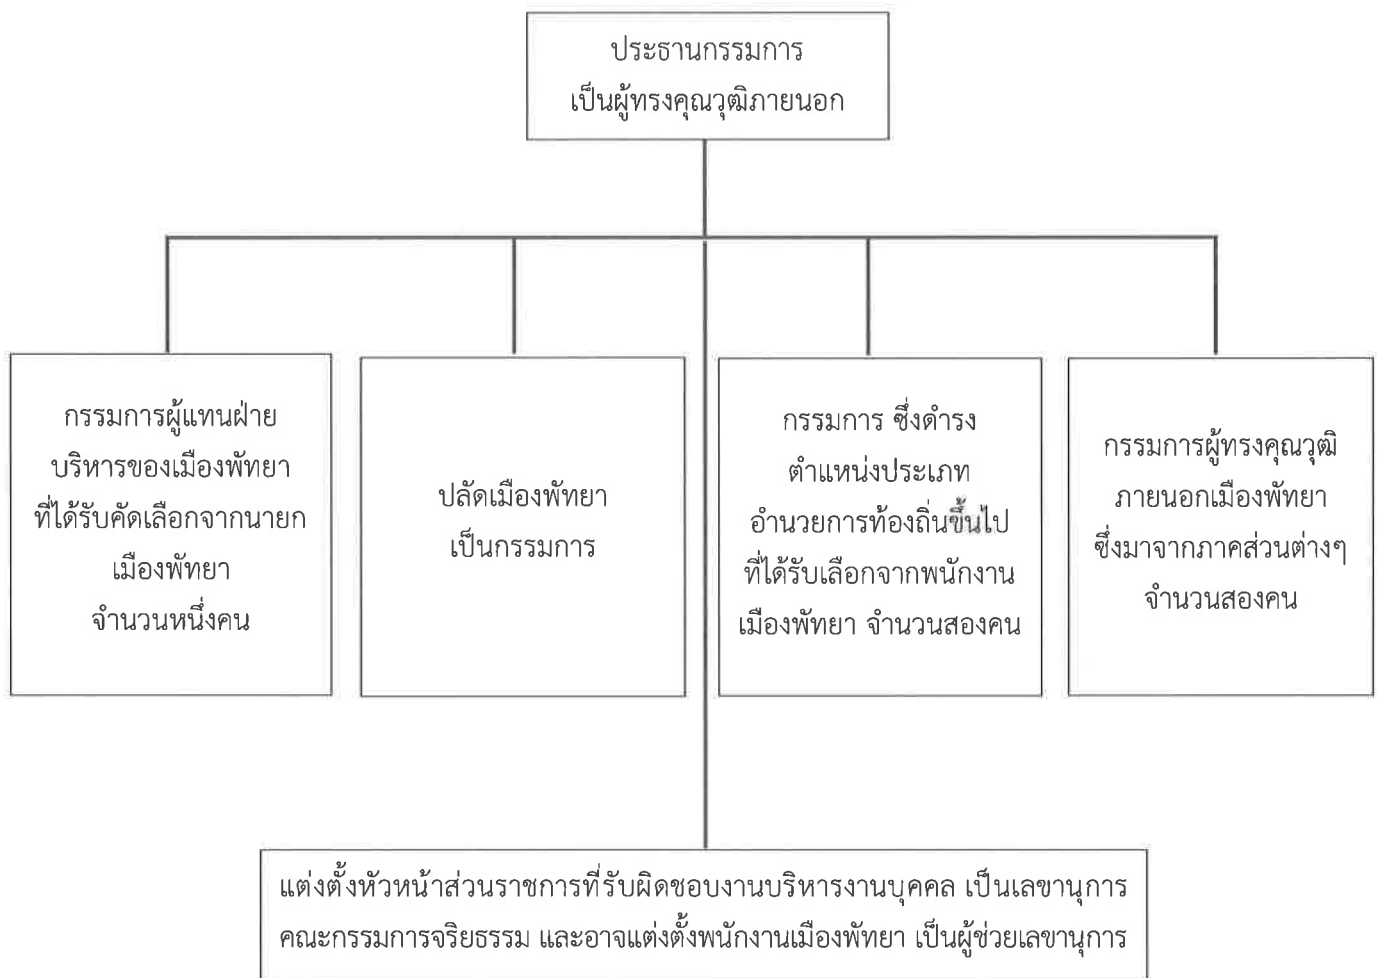 ประธานกรรมการ
เป็นผู้ทรงคุณวุฒิภายนอก
กรรมการผู้แทนฝ่าย
บริหารของเมืองพัทยา
ที่ได้รับคัดเลือกจากนายก
เมืองพัทยา
จำนวนหนึ่งคน
ปลัดเมืองพัทยา
เป็นกรรมการ
กรรมการ ซึ่งดำรง
ตำแหน่งประเภท
อำนวยการท้องถิ่นขึ้นไป
ที่ได้รับเลือกจากพนักงาน
เมืองพัทยา จำนวนสองคน
กรรมการผู้ทรงคุณวุฒิ
ภายนอกเมืองพัทยา
ซึ่งมาจากภาคส่วนต่างๆ
จำนวนสองคน
แต่งตั้งหัวหน้าส่วนราชการที่รับผิดชอบงานบริหารงานบุคคล เป็นเลขานุการ
คณะกรรมการจริยธรรม และอาจแต่งตั้งพนักงานเมืองพัทยา เป็นผู้ช่วยเลขานุการ